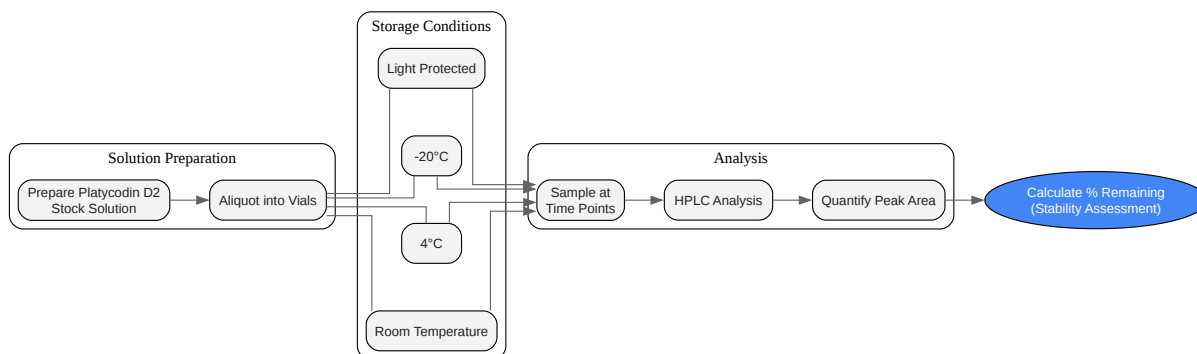 Solution Preparation
Prepare Platycodin D2
Stock Solution
Aliquot into Vials
Storage Conditions
Light Protected
-20°C
4°C
Room Temperature
Analysis
Sample at
Time Points
HPLC Analysis
Quantify Peak Area
Calculate % Remaining
(Stability Assessment)